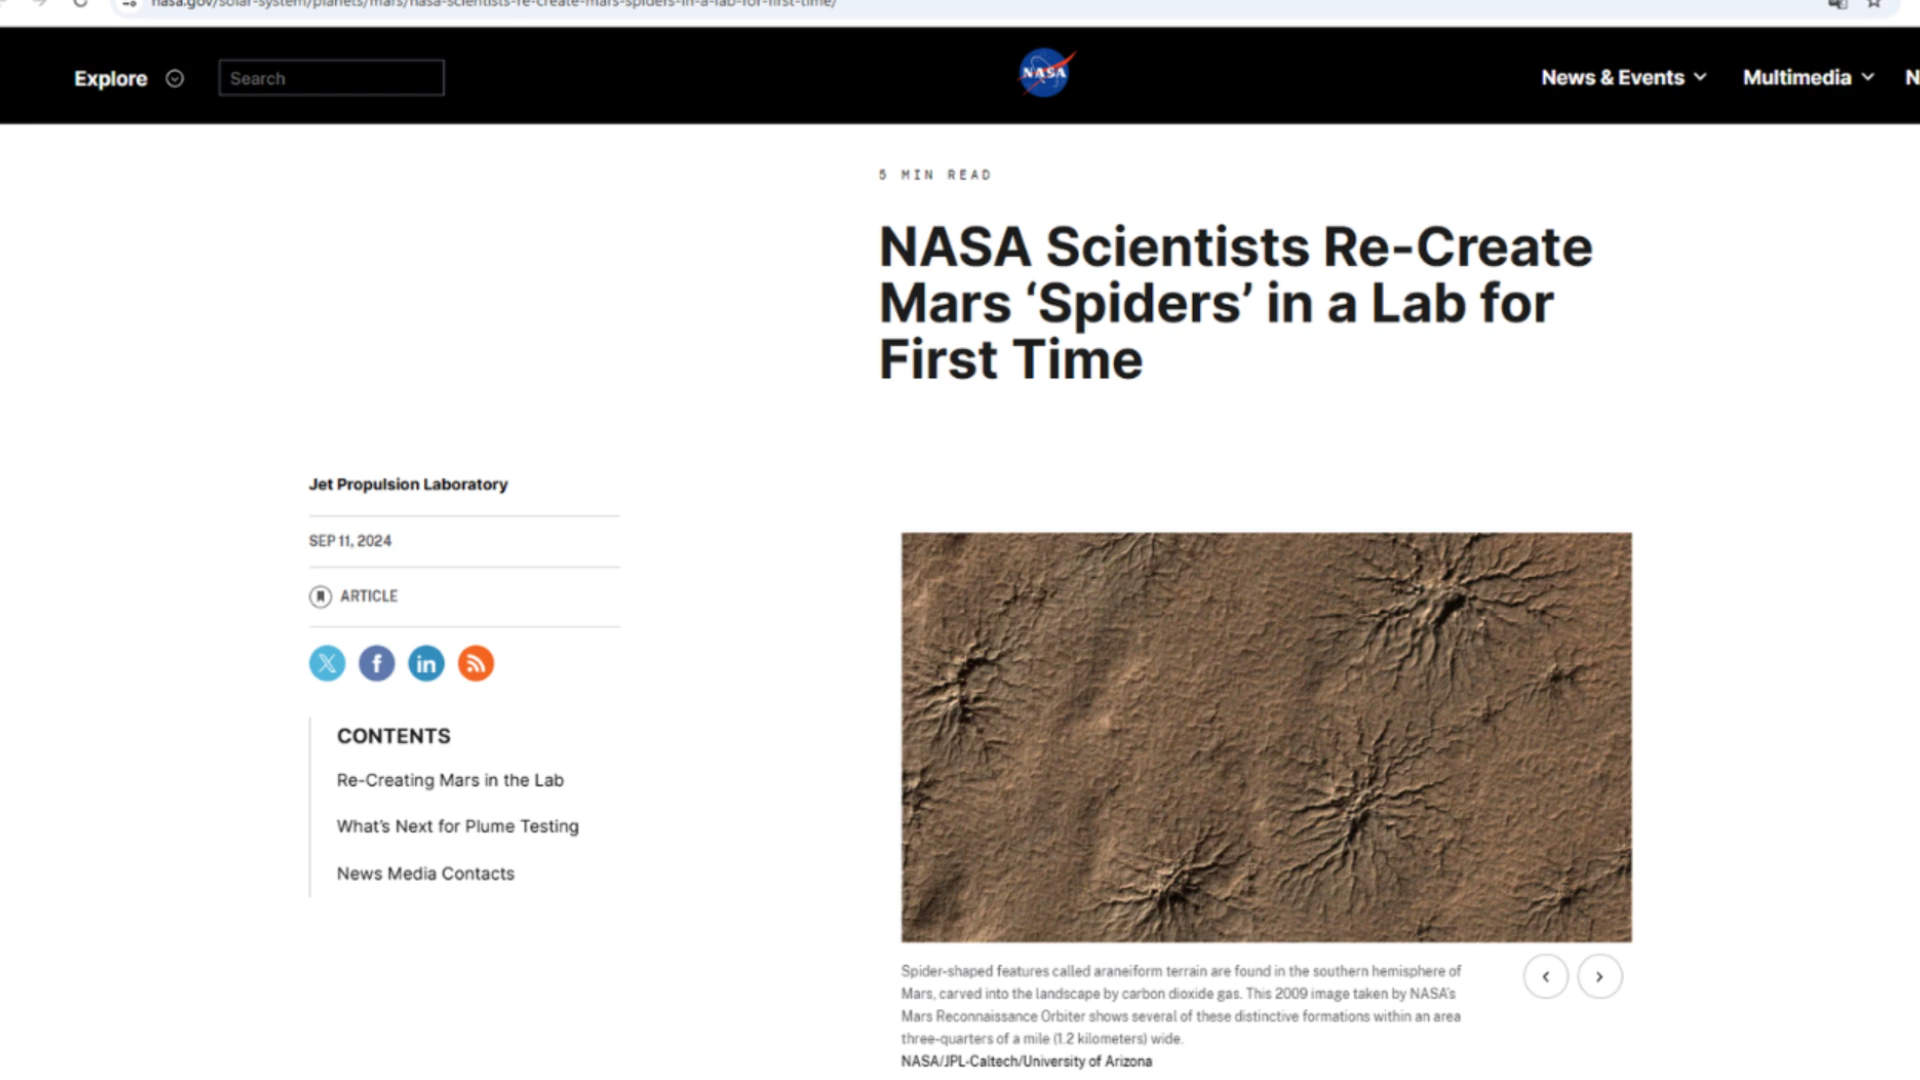 nasa.gov/solar-system/planets/mars/nasa-scientists-re-create-mars-spiders-in-a-lab-for-first-time/
Explore
Search
NASA
News & Events
Multimedia
N
5 MIN READ
NASA Scientists Re-Create
Mars ‘Spiders’ in a Lab for
First Time
Jet Propulsion Laboratory
SEP 11, 2024
ARTICLE
CONTENTS
Re-Creating Mars in the Lab
What's Next for Plume Testing
News Media Contacts
Spider-shaped features called araneiform terrain are found in the southern hemisphere of
Mars, carved into the landscape by carbon dioxide gas. This 2009 image taken by NASA's
Mars Reconnaissance Orbiter shows several of these distinctive formations within an area
three-quarters of a mile (1.2 kilometers) wide.
NASA/JPL-Caltech/University of Arizona